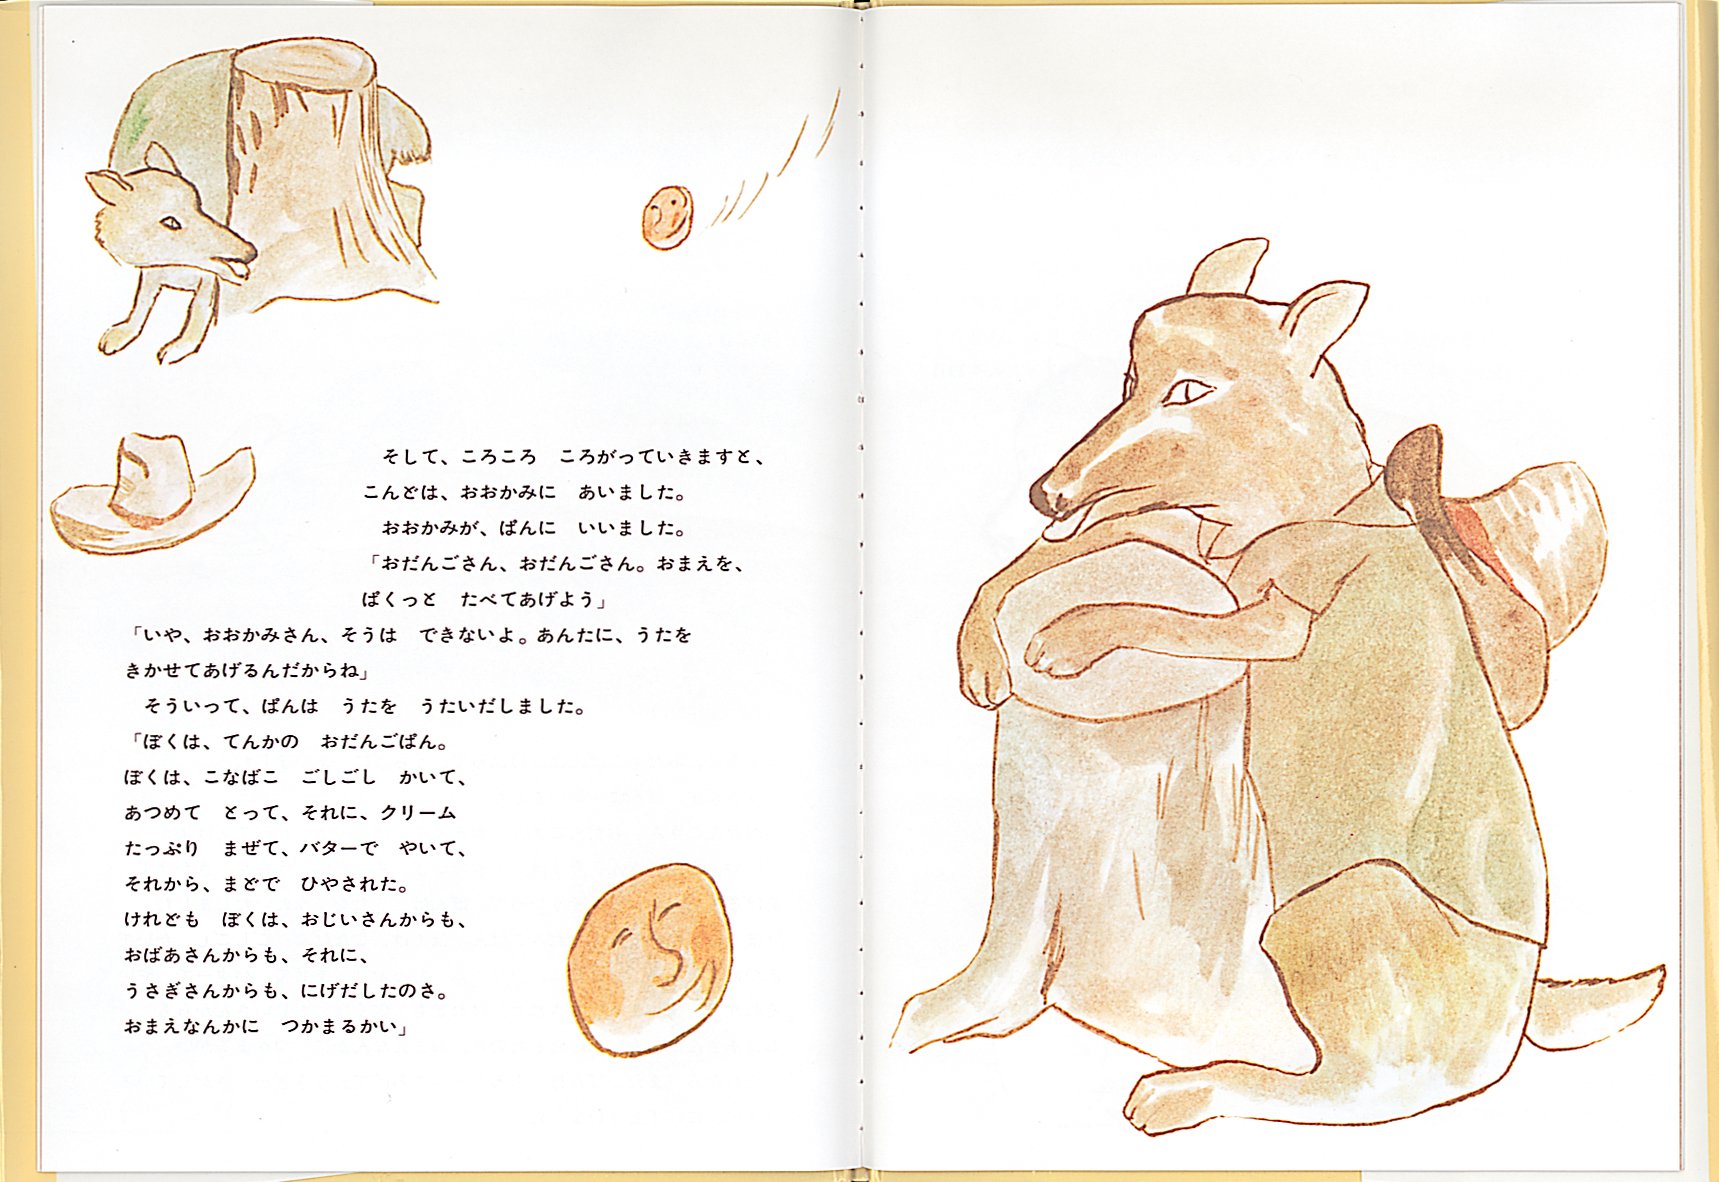 そして、ころころ　ころがっていきますと、
こんどは、おおかみに　あいました。
おおかみが、ぱんに　いいました。
「おだんごさん、おだんごさん。おまえを、
ぱくっと　たべてあげよう」
「いや、おおかみさん、そうは　できないよ。あんたに、うたを
きかせてあげるんだからね」
そういって、ぱんは　うたを　うたいだしました。
「ぼくは、てんかの　おだんごぱん。
ぼくは、こなばこ　ごしごし　かいて、
あつめて　とって、それに、クリーム
たっぷり　まぜて、バターで　やいて、
それから、まどで　ひやされた。
けれども　ぼくは、おじいさんからも、
おばあさんからも、それに、
うさぎさんからも、にげだしたのさ。
おまえなんかに　つかまるかい」